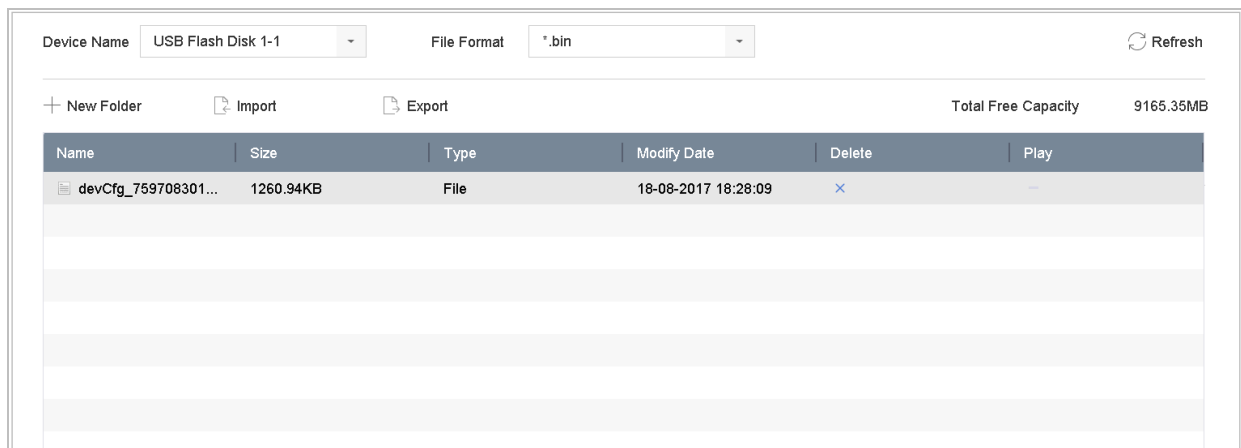 Device Name USB Flash Disk 1-1 File Format *.bin Refresh
New Folder Import Export Total Free Capacity 9165.35MB
Name Size Type Modify Date Delete Play
devCfg_759708301... 1260.94KB File 18-08-2017 18:28:09